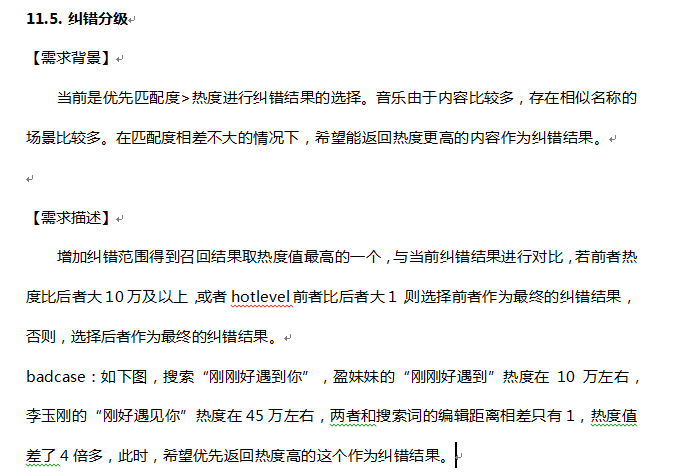 11.5. 纠错分级
【需求背景】
当前是优先匹配度>热度进行纠错结果的选择。音乐由于内容比较多，存在相似名称的
场景比较多。在匹配度相差不大的情况下，希望能返回热度更高的内容作为纠错结果。
【需求描述】
增加纠错范围得到召回结果取热度值最高的一个，与当前纠错结果进行对比，若前者热
度比后者大10万及以上，或者 hotlevel 前者比后者大1，则选择前者作为最终的纠错结果，
否则，选择后者作为最终的纠错结果。
badcase：如下图，搜索“刚刚好遇到你”，盈妹妹的“刚刚好遇到”热度在 10 万左右，
李玉刚的“刚好遇见你”热度在45万左右，两者和搜索词的编辑距离相差只有1，热度值
差了4倍多，此时，希望优先返回热度高的这个作为纠错结果。